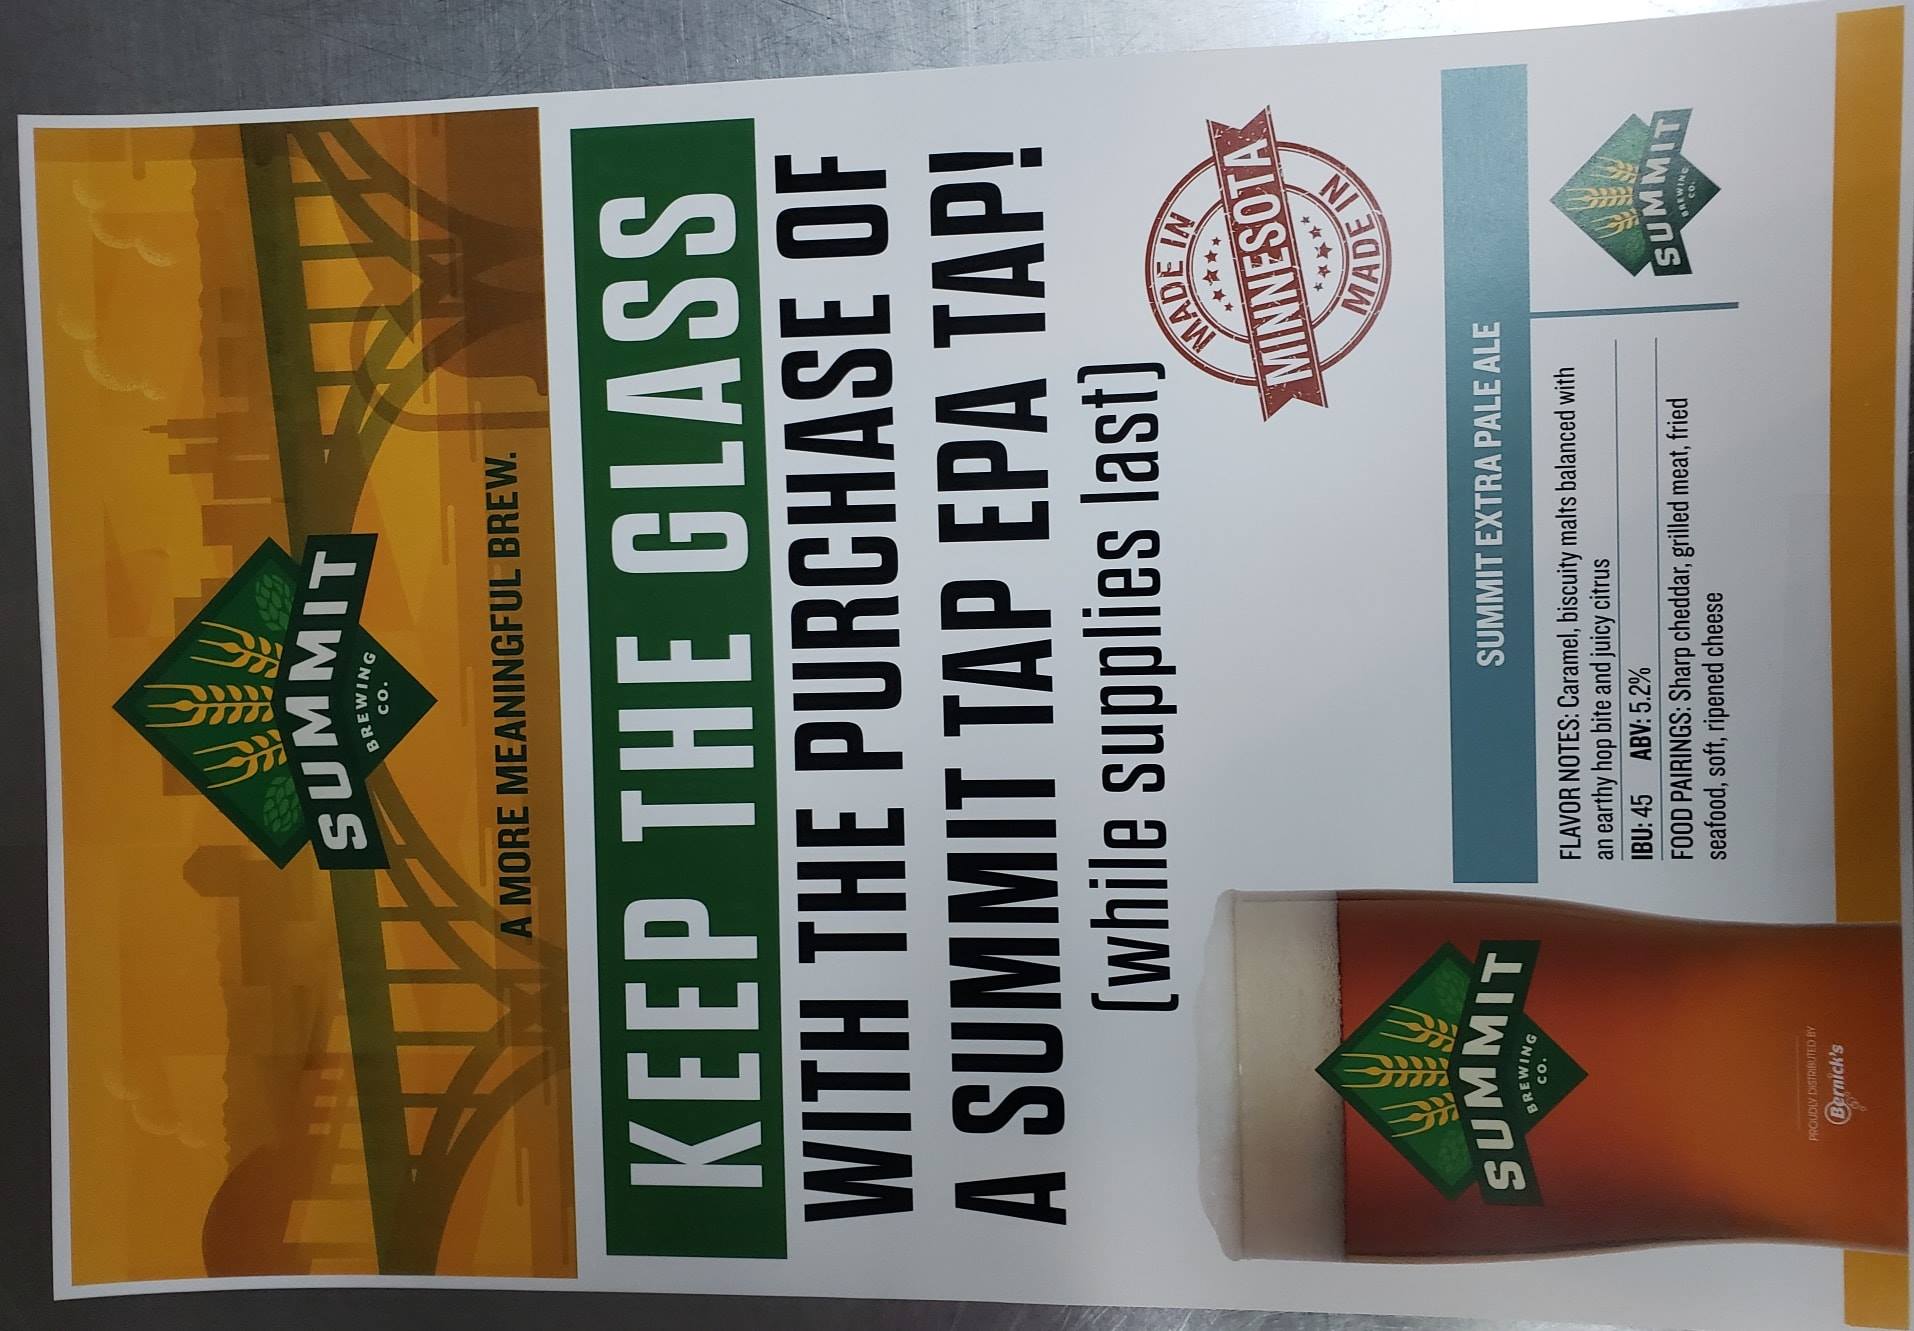 SUMMIT
BREWING
CO.
A MORE MEANINGFUL BREW.
KEEP THE GLASS
WITH THE PURCHASE OF
A SUMMIT TAP EPA TAP!
(while supplies last)
MADE IN
MINNESOTA
MADE IN
SUMMIT EXTRA PALE ALE
FLAVOR NOTES: Caramel, biscuity malts balanced with
an earthy hop bite and juicy citrus
IBU: 45 ABV: 5.2%
FOOD PAIRINGS: Sharp cheddar, grilled meat, fried
seafood, soft, ripened cheese
SUMMIT
BREWING
CO.
SUMMIT
BREWING
CO.
PROUDLY DISTRIBUTED BY
Bernick's